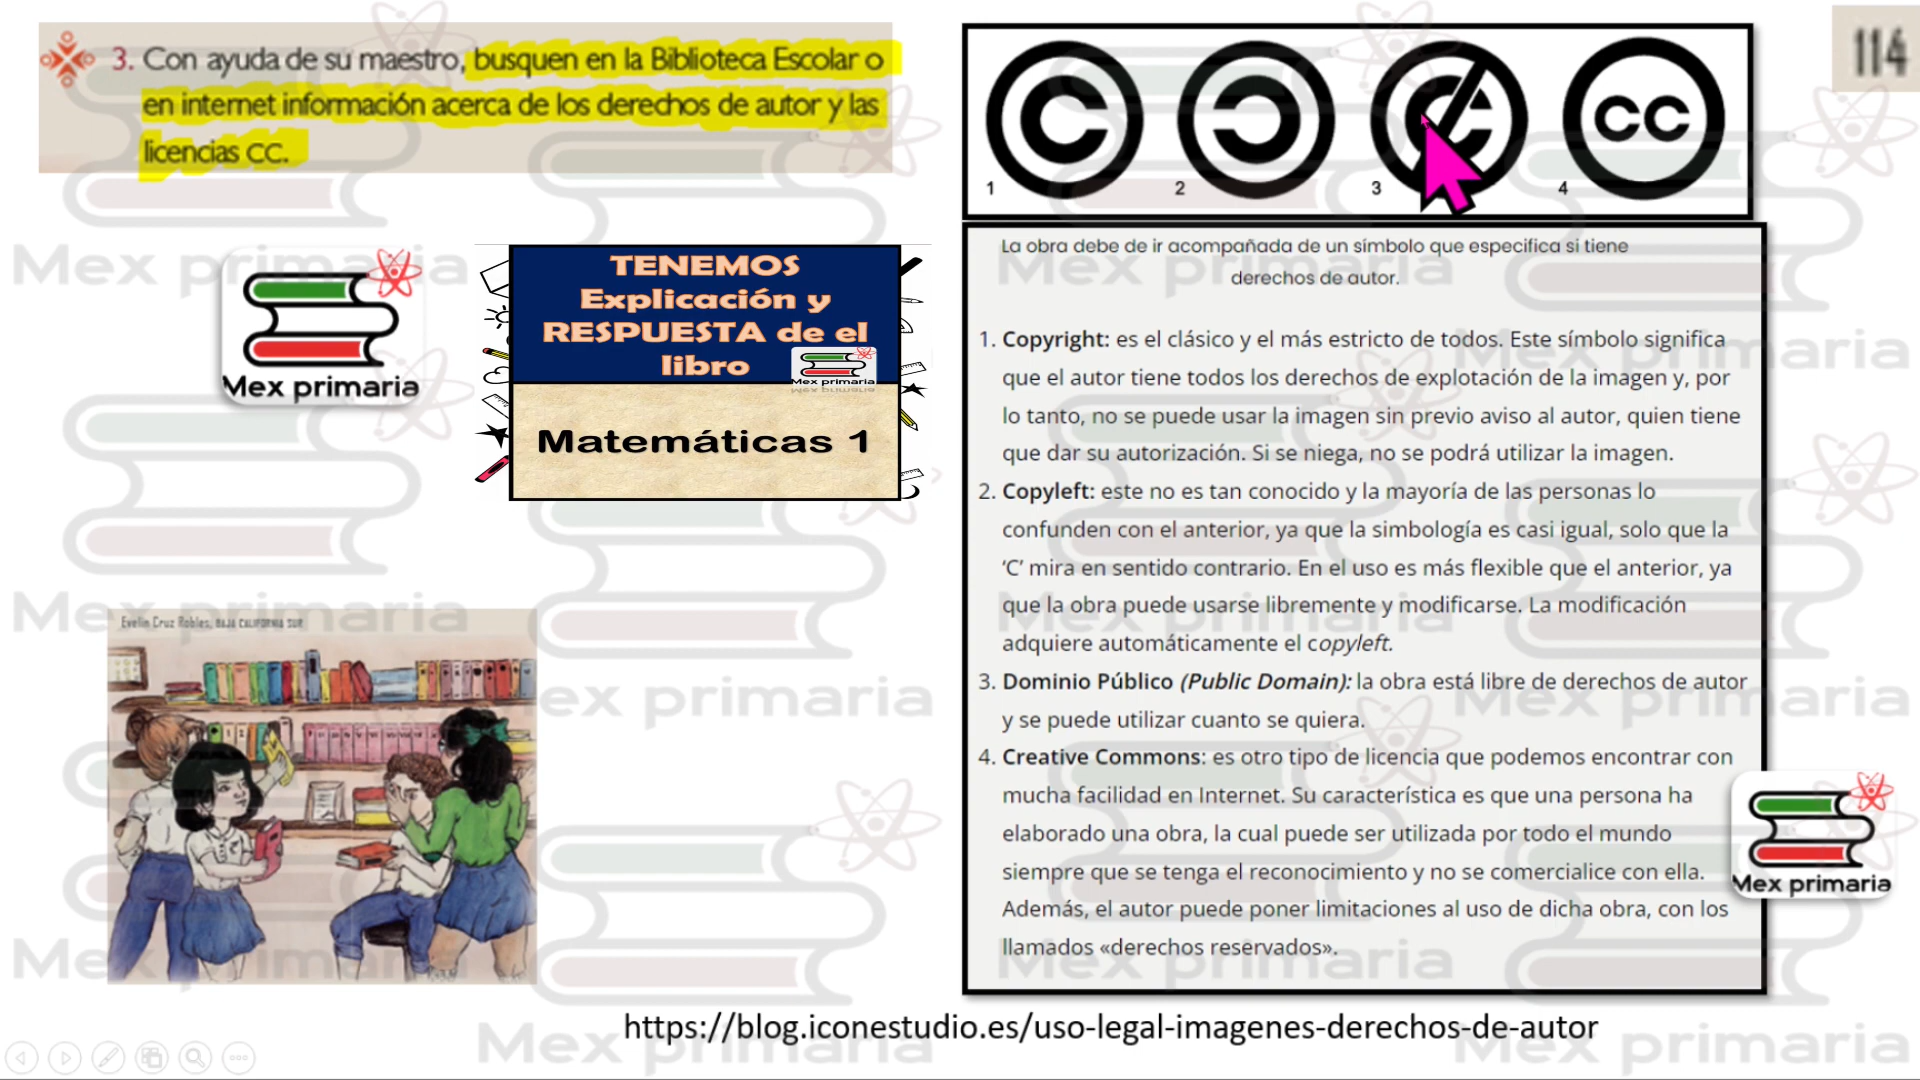 3. Con ayuda de su maestro, busquen en la Biblioteca Escolar o
en internet información acerca de los derechos de autor y las
licencias CC.
Mex primaria
TENEMOS
Explicación y
RESPUESTA de el
libro
Mex primaria
Matemáticas 1
Evelin Cruz Robles, BAJA CALIFORNIA SUR
114
C C C CC
1 2 3 4
La obra debe de ir acompañada de un símbolo que especifica si tiene
derechos de autor.
1. Copyright: es el clásico y el más estricto de todos. Este símbolo significa
que el autor tiene todos los derechos de explotación de la imagen y, por
lo tanto, no se puede usar la imagen sin previo aviso al autor, quien tiene
que dar su autorización. Si se niega, no se podrá utilizar la imagen.
2. Copyleft: este no es tan conocido y la mayoría de las personas lo
confunden con el anterior, ya que la simbología es casi igual, solo que la
‘C’ mira en sentido contrario. En el uso es más flexible que el anterior, ya
que la obra puede usarse libremente y modificarse. La modificación
adquiere automáticamente el copyleft.
3. Dominio Público (Public Domain): la obra está libre de derechos de autor
y se puede utilizar cuanto se quiera.
4. Creative Commons: es otro tipo de licencia que podemos encontrar con
mucha facilidad en Internet. Su característica es que una persona ha
elaborado una obra, la cual puede ser utilizada por todo el mundo
siempre que se tenga el reconocimiento y no se comercialice con ella.
Además, el autor puede poner limitaciones al uso de dicha obra, con los
llamados «derechos reservados».
Mex primaria
https://blog.iconestudio.es/uso-legal-imagenes-derechos-de-autor